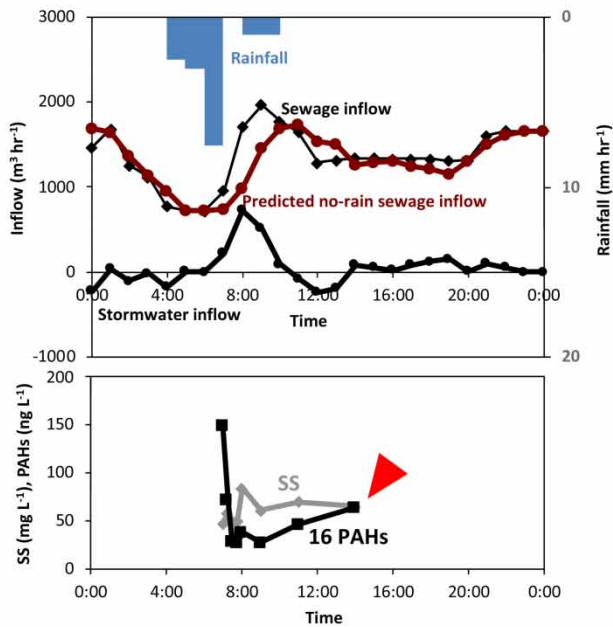 3000
2000
1000
0
-1000
Inflow (m³ hr⁻¹)
0
10
20
Rainfall (mm hr⁻¹)
Rainfall
Sewage inflow
Predicted no-rain sewage inflow
Stormwater inflow
0:00 4:00 8:00 12:00 16:00 20:00 0:00
Time
200
150
100
50
0
SS (mg L⁻¹), PAHs (ng L⁻¹)
SS
16 PAHs
0:00 4:00 8:00 12:00 16:00 20:00 0:00
Time